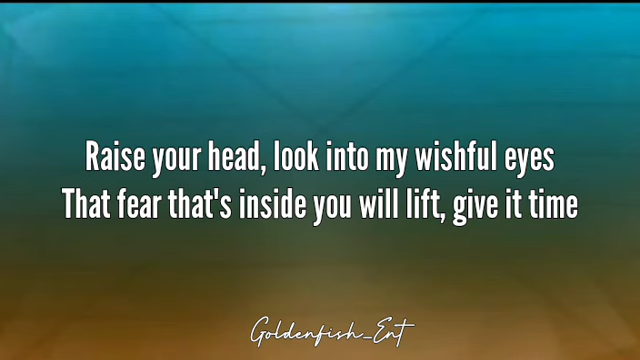 Raise your head, look into my wishful eyes
That fear that's inside you will lift, give it time
Goldenfish_Ent